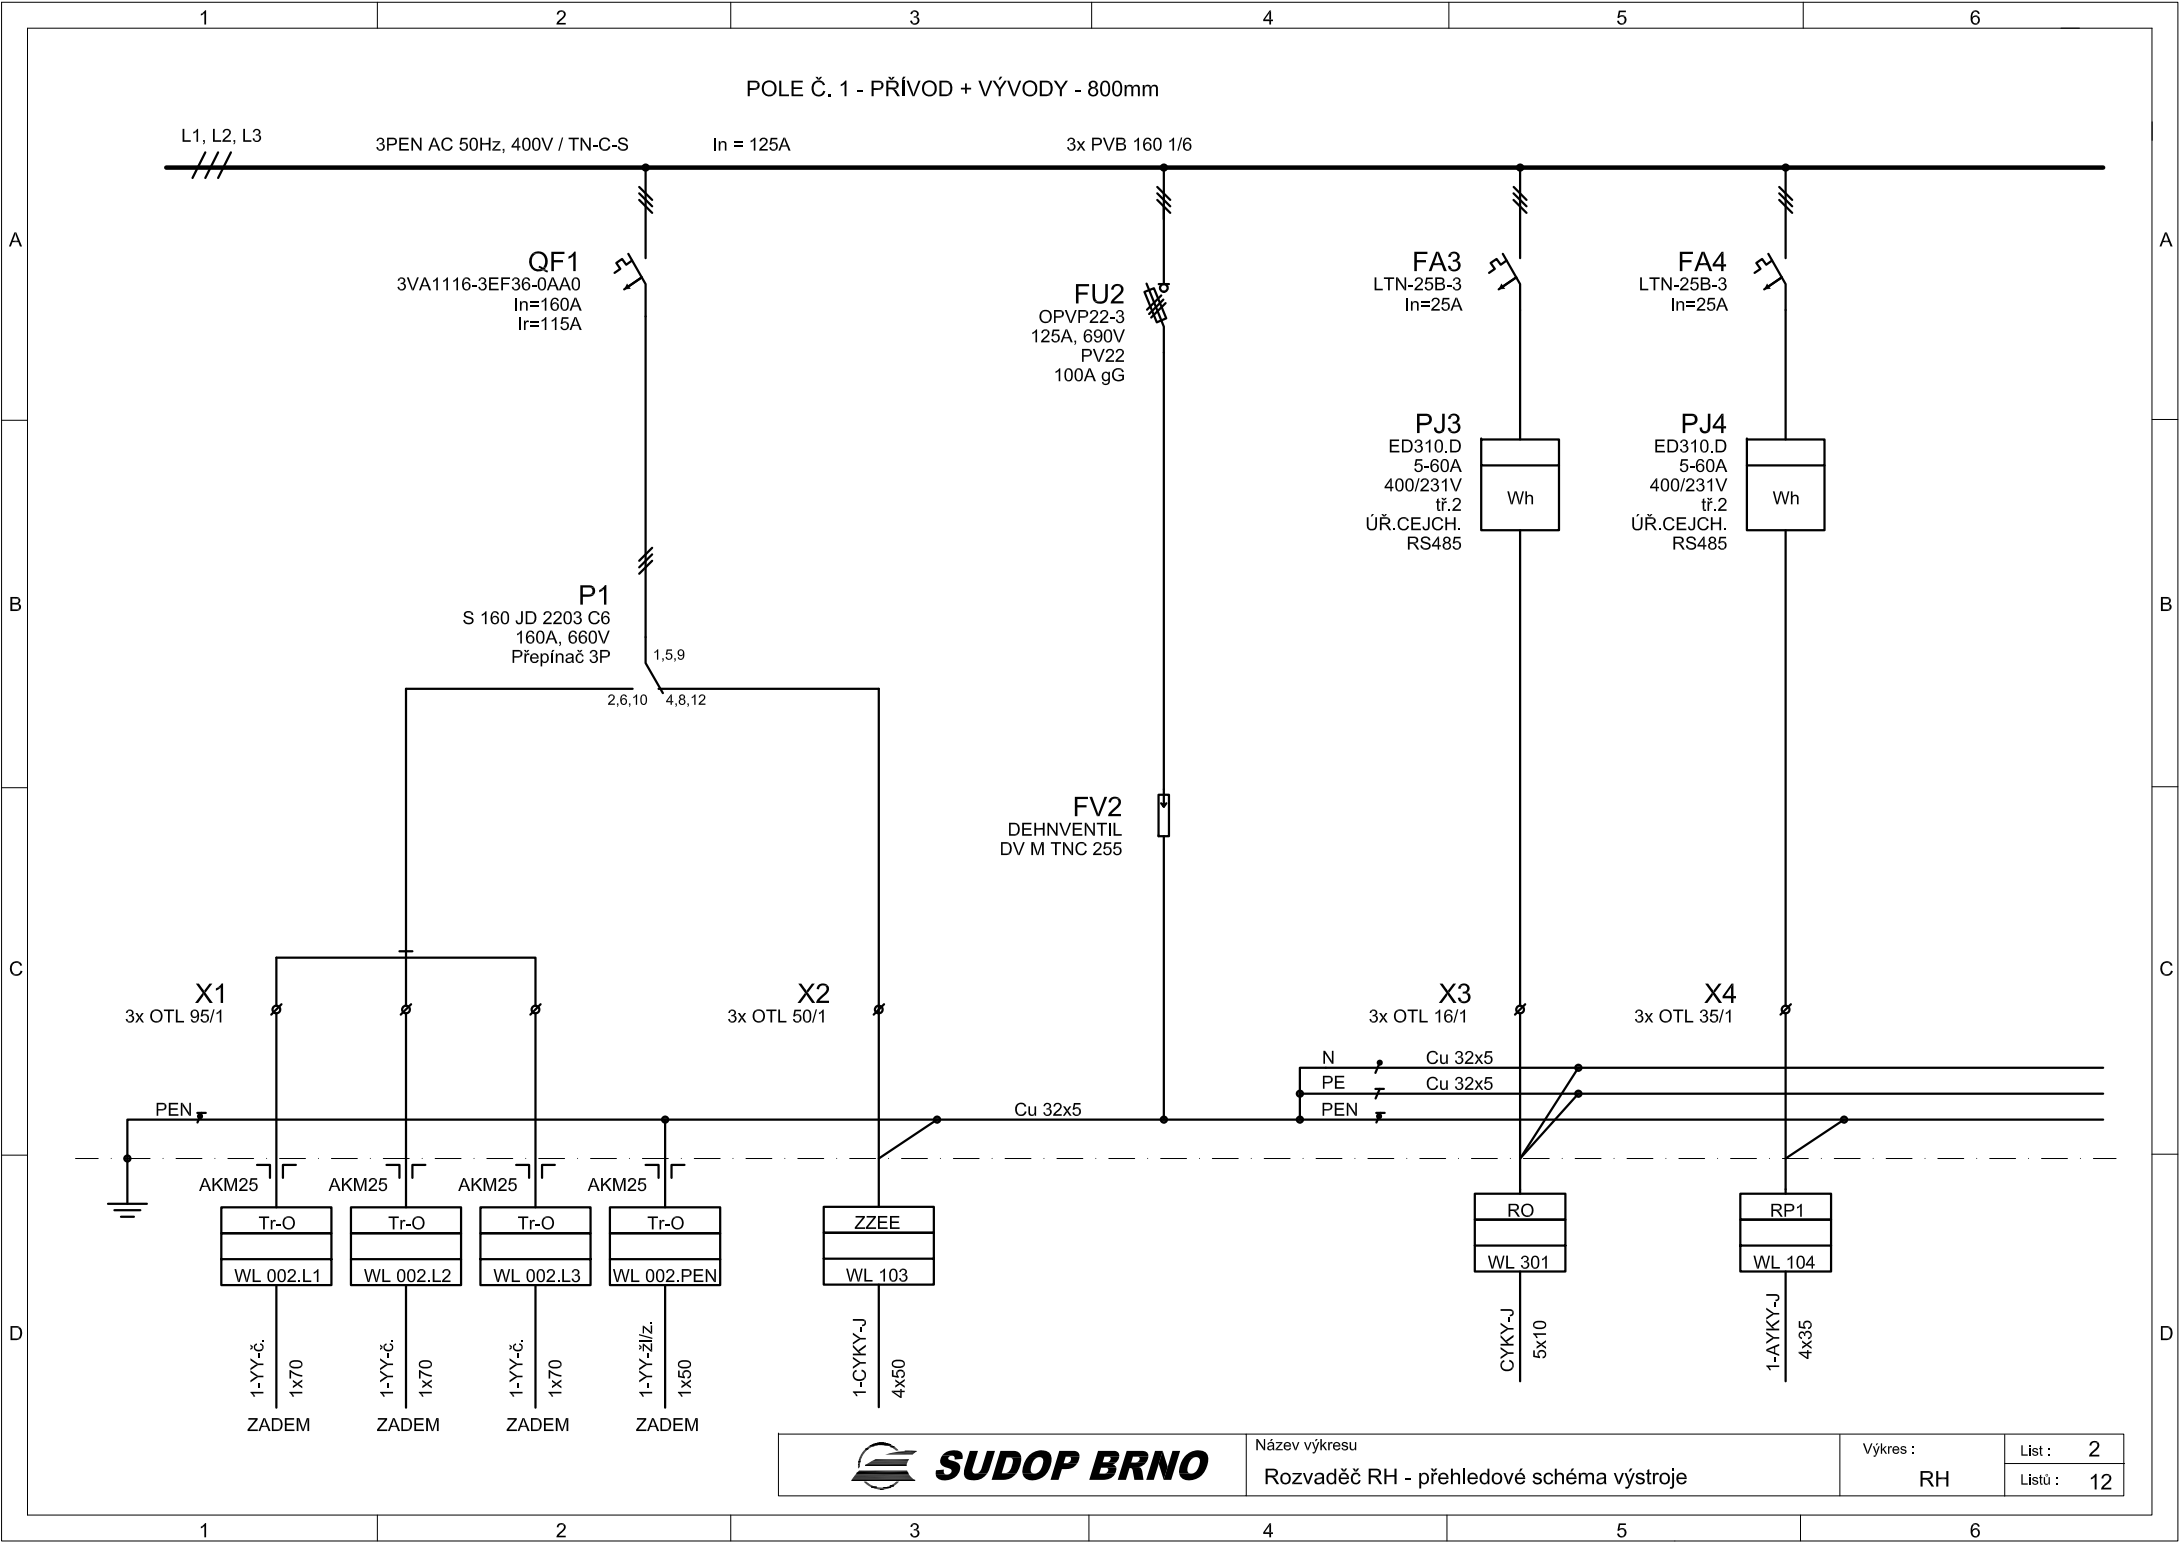 1 2 3 4 5 6
POLE Č. 1 - PŘÍVOD + VÝVODY - 800mm
L1, L2, L3
3PEN AC 50Hz, 400V / TN-C-S
In = 125A
3x PVB 160 1/6
A
A
QF1
3VA1116-3EF36-0AA0
In=160A
Ir=115A
FU2
OPVP22-3
125A, 690V
PV22
100A gG
FA3
LTN-25B-3
In=25A
FA4
LTN-25B-3
In=25A
PJ3
ED310.D
5-60A
400/231V
tř.2
ÚŘ.CEJCH.
RS485
Wh
PJ4
ED310.D
5-60A
400/231V
tř.2
ÚŘ.CEJCH.
RS485
Wh
B
B
P1
S 160 JD 2203 C6
160A, 660V
Přepínač 3P
1,5,9
2,6,10
4,8,12
FV2
DEHNVENTIL
DV M TNC 255
C
C
X1
3x OTL 95/1
X2
3x OTL 50/1
X3
3x OTL 16/1
X4
3x OTL 35/1
N
Cu 32x5
PE
Cu 32x5
PEN
Cu 32x5
PEN
AKM25
AKM25
AKM25
AKM25
Tr-O
WL 002.L1
Tr-O
WL 002.L2
Tr-O
WL 002.L3
Tr-O
WL 002.PEN
ZZEE
WL 103
RO
WL 301
RP1
WL 104
D
D
1-YY-č.
1x70
ZADEM
1-YY-č.
1x70
ZADEM
1-YY-č.
1x70
ZADEM
1-YY-žl/z.
1x50
ZADEM
1-CYKY-J
4x50
CYKY-J
5x10
1-AYKY-J
4x35
SUDOP BRNO
Název výkresu
Rozvaděč RH - přehledové schéma výstroje
Výkres :
RH
List : 2
Listů : 12
1 2 3 4 5 6